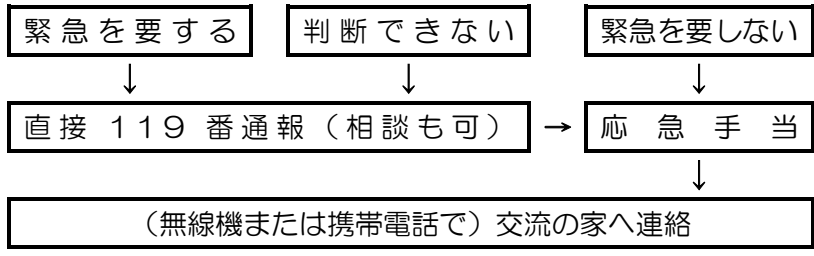 緊急を要する 判断できない 緊急を要しない
↓ ↓ ↓
直接 119 番通報（相談も可） → 応急手当
↓
（無線機または携帯電話で）交流の家へ連絡